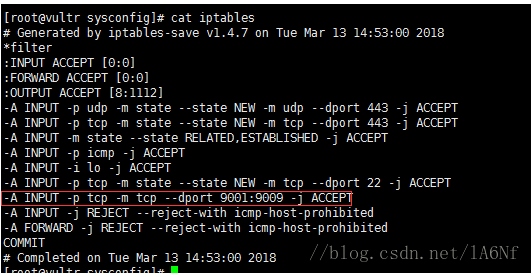 [root@vultr sysconfig]# cat iptables
# Generated by iptables-save v1.4.7 on Tue Mar 13 14:53:00 2018
*filter
:INPUT ACCEPT [0:0]
:FORWARD ACCEPT [0:0]
:OUTPUT ACCEPT [8:1112]
-A INPUT -p udp -m state --state NEW -m udp --dport 443 -j ACCEPT
-A INPUT -p tcp -m state --state NEW -m tcp --dport 443 -j ACCEPT
-A INPUT -m state --state RELATED,ESTABLISHED -j ACCEPT
-A INPUT -p icmp -j ACCEPT
-A INPUT -i lo -j ACCEPT
-A INPUT -p tcp -m state --state NEW -m tcp --dport 22 -j ACCEPT
-A INPUT -p tcp -m tcp --dport 9001:9009 -j ACCEPT
-A INPUT -j REJECT --reject-with icmp-host-prohibited
-A FORWARD -j REJECT --reject-with icmp-host-prohibited
COMMIT
# Completed on Tue Mar 13 14:53:00 2018
//blog.csdn.net/lA6Nf
[root@vultr sysconfig]#